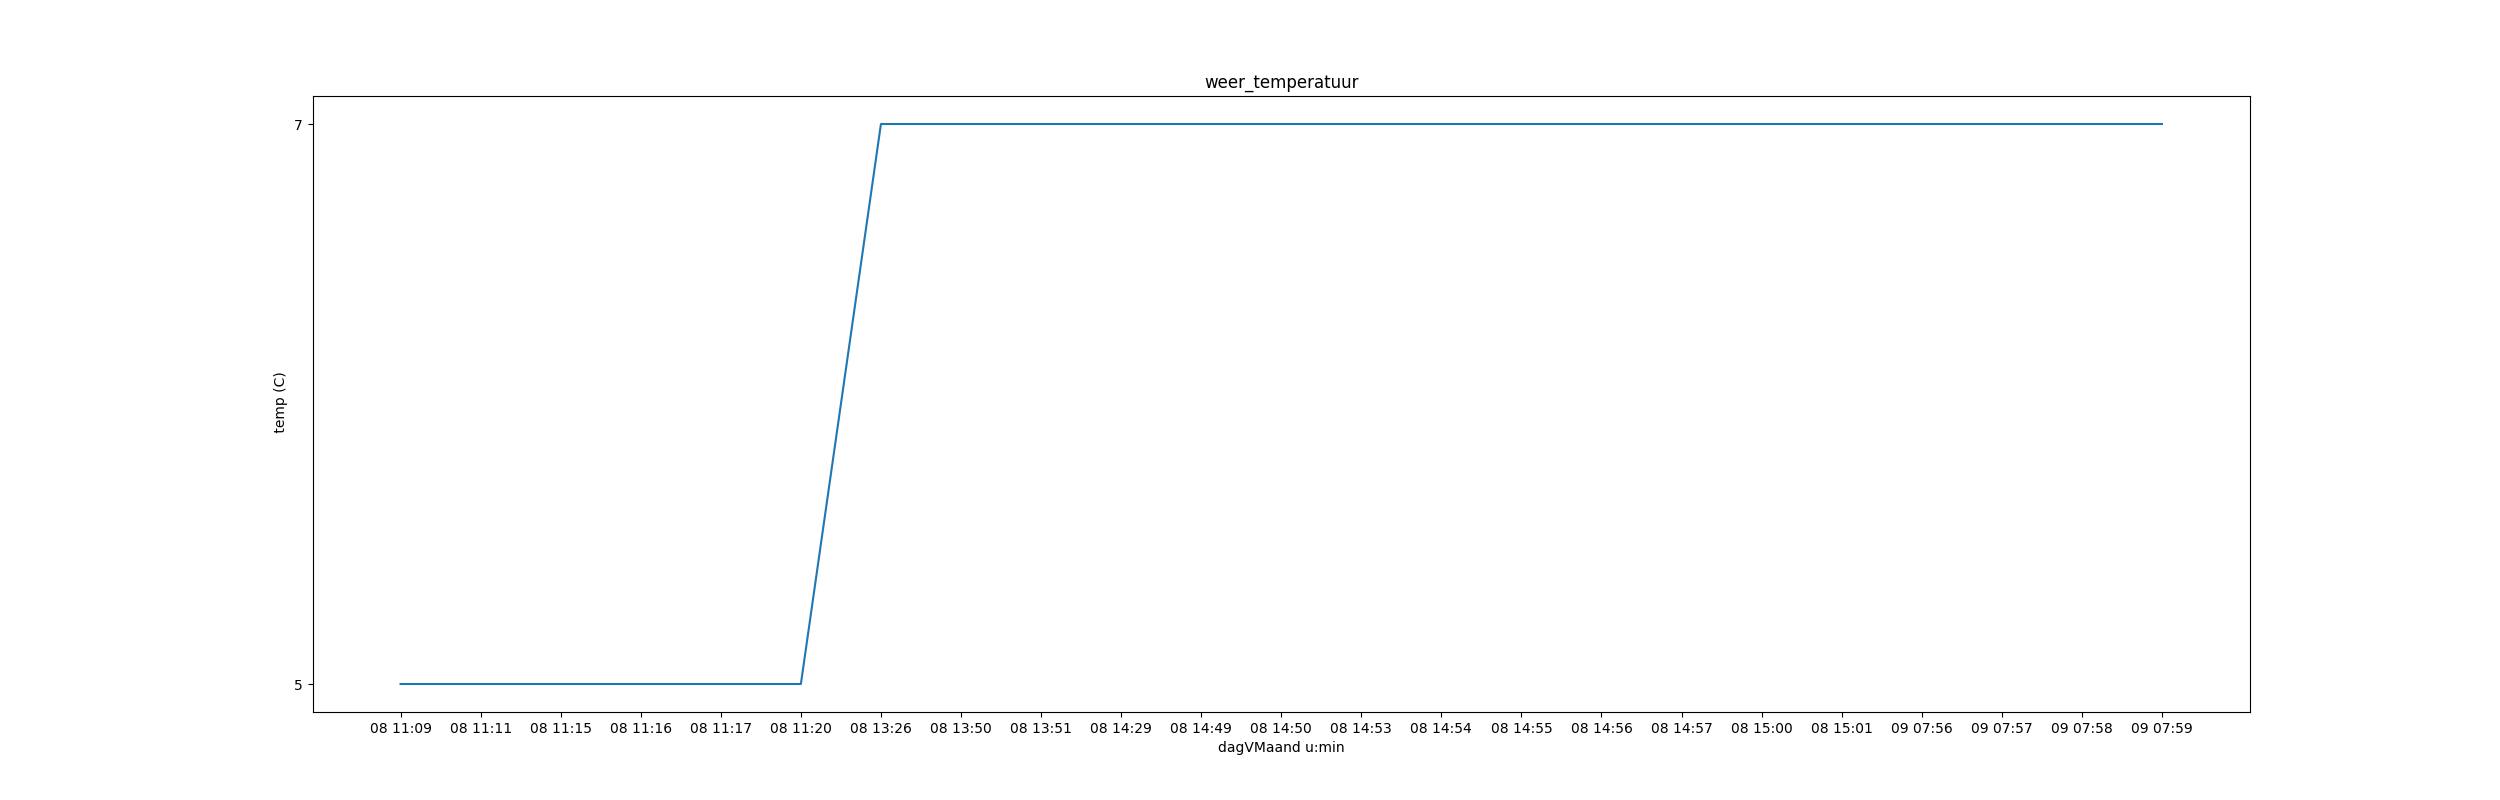 weer_temperatuur
7
temp (C)
5
08 11:09 08 11:11 08 11:15 08 11:16 08 11:17 08 11:20 08 13:26 08 13:50 08 13:51 08 14:29 08 14:49 08 14:50 08 14:53 08 14:54 08 14:55 08 14:56 08 14:57 08 15:00 08 15:01 09 07:56 09 07:57 09 07:58 09 07:59
dagVMaand u:min